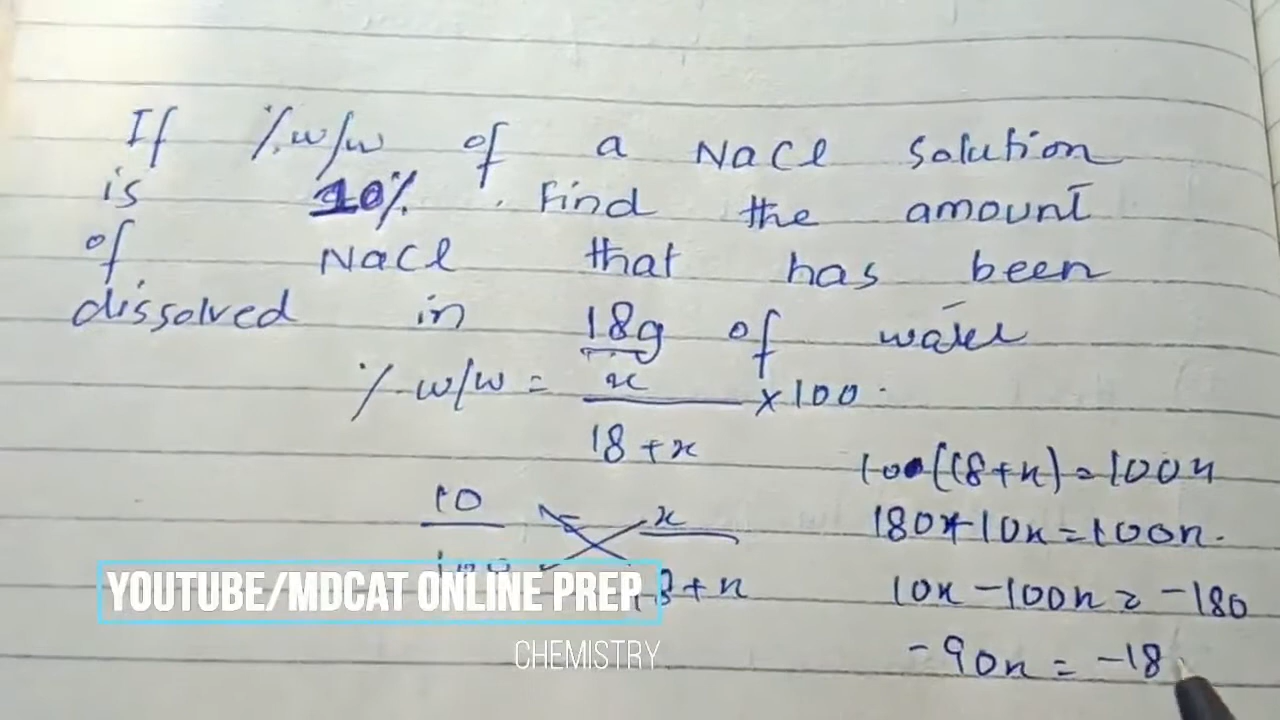 If %w/w of a NaCl solution
is 10%. Find the amount
of NaCl that has been
dissolved in 18g of water
% w/w = x/18+x ×100.
10/100 x/18+x
10(18+x)=100x
180+10x=100x.
10x-100x=-180
-90x=-18
YOUTUBE/MDCAT ONLINE PREP
CHEMISTRY